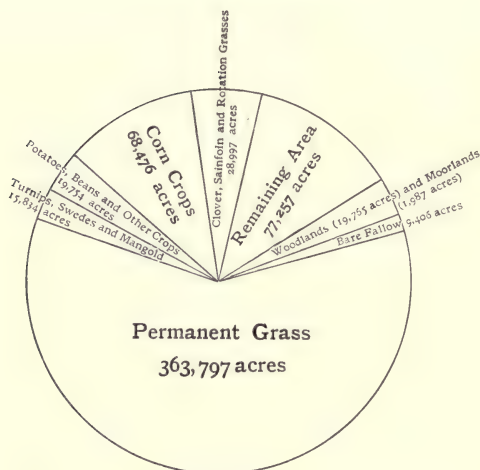 Clover, Sainfoin and Rotation Grasses
28,997 acres
Corn Crops
68,476 acres
Remaining Area
77,257 acres
Potatoes, Beans and Other Crops
19,734 acres
Turnips, Swedes and Mangold
15,834 acres
Woodlands (19,765 acres) and Moorlands
(1,987 acres)
Bare Fallow 9,406 acres
Permanent Grass
363,797 acres